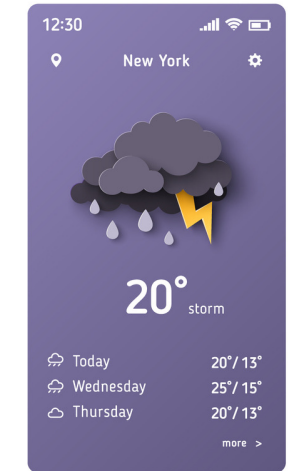 12:30
New York
20°
storm
Today 20°/ 13°
Wednesday 25°/ 15°
Thursday 20°/ 13°
more >